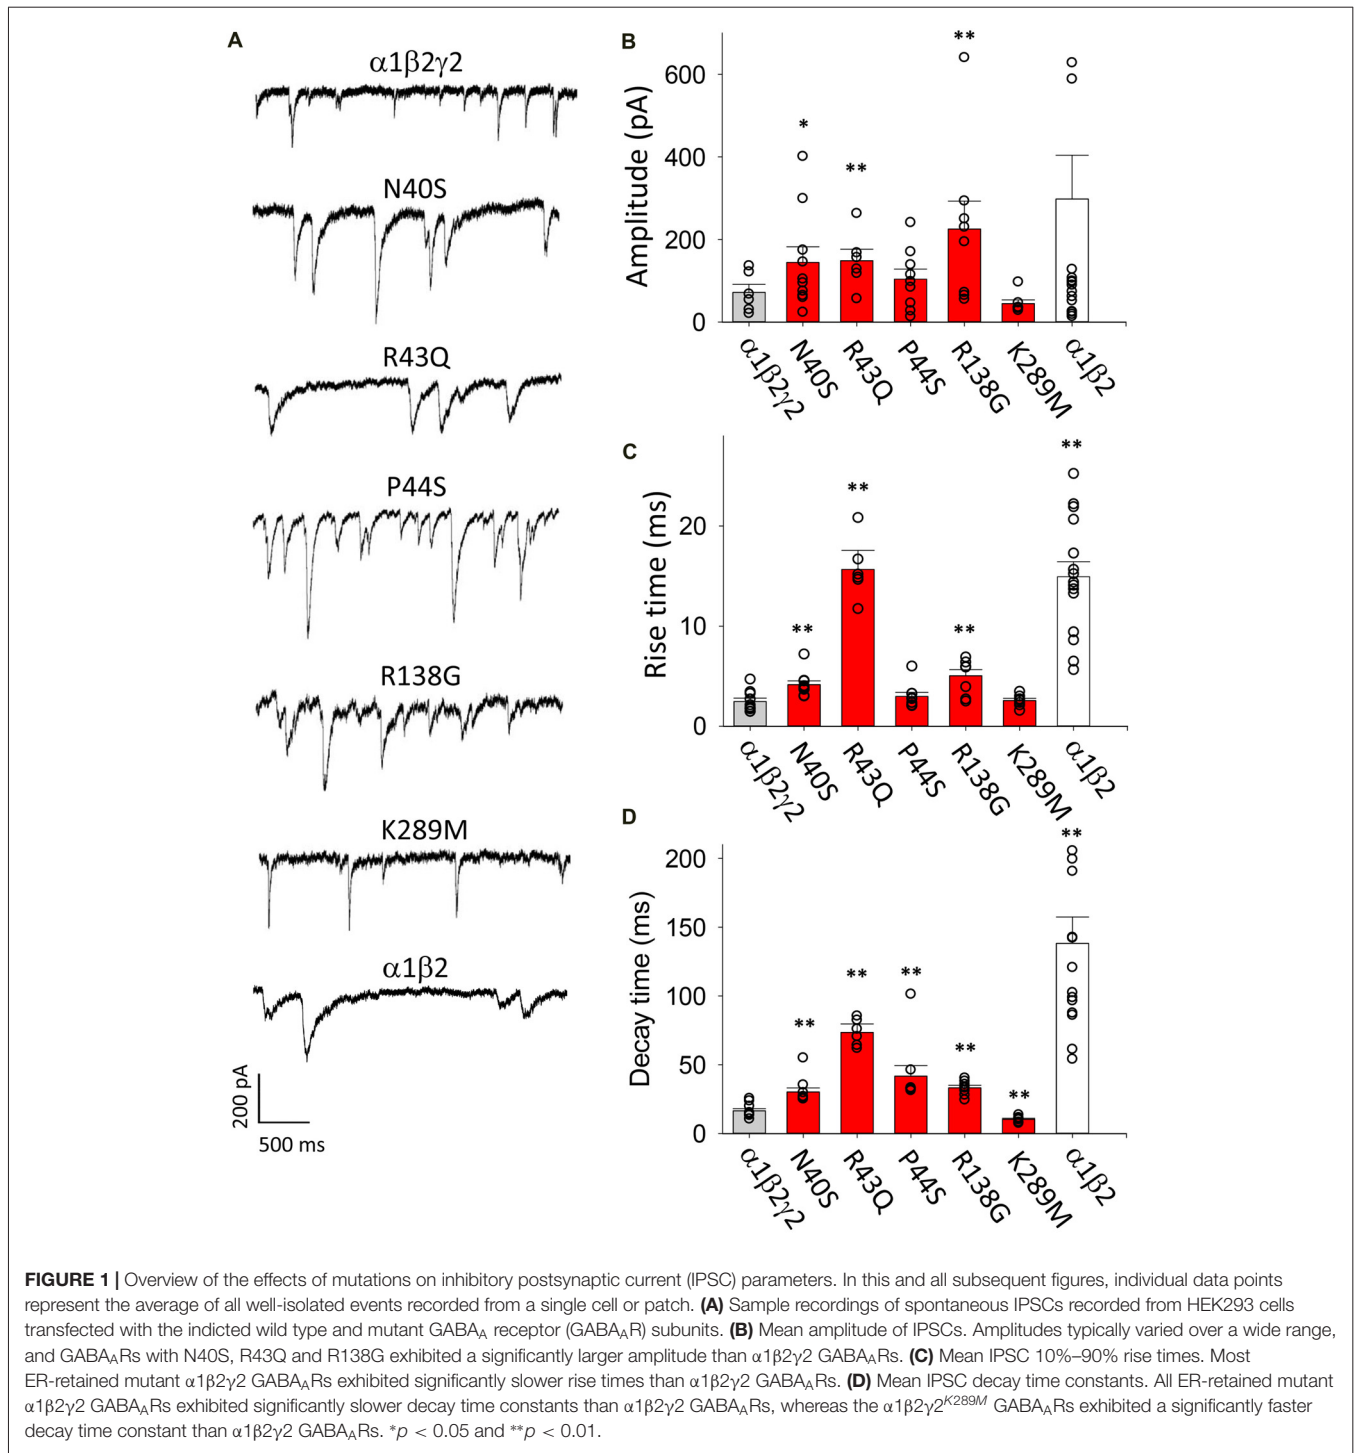 A
α1β2γ2
N40S
R43Q
P44S
R138G
K289M
α1β2
200 pA
500 ms
B
Amplitude (pA)
600
400
200
0
*
**
**
α1β2γ2
N40S
R43Q
P44S
R138G
K289M
α1β2
C
Rise time (ms)
20
10
0
**
**
**
**
α1β2γ2
N40S
R43Q
P44S
R138G
K289M
α1β2
D
Decay time (ms)
200
150
100
50
0
**
**
**
**
**
**
α1β2γ2
N40S
R43Q
P44S
R138G
K289M
α1β2
FIGURE 1 | Overview of the effects of mutations on inhibitory postsynaptic current (IPSC) parameters. In this and all subsequent figures, individual data points
represent the average of all well-isolated events recorded from a single cell or patch. (A) Sample recordings of spontaneous IPSCs recorded from HEK293 cells
transfected with the indicted wild type and mutant GABAA receptor (GABAAR) subunits. (B) Mean amplitude of IPSCs. Amplitudes typically varied over a wide range,
and GABAARs with N40S, R43Q and R138G exhibited a significantly larger amplitude than α1β2γ2 GABAARs. (C) Mean IPSC 10%–90% rise times. Most
ER-retained mutant α1β2γ2 GABAARs exhibited significantly slower rise times than α1β2γ2 GABAARs. (D) Mean IPSC decay time constants. All ER-retained mutant
α1β2γ2 GABAARs exhibited significantly slower decay time constants than α1β2γ2 GABAARs, whereas the α1β2γ2K289M GABAARs exhibited a significantly faster
decay time constant than α1β2γ2 GABAARs. *p < 0.05 and **p < 0.01.